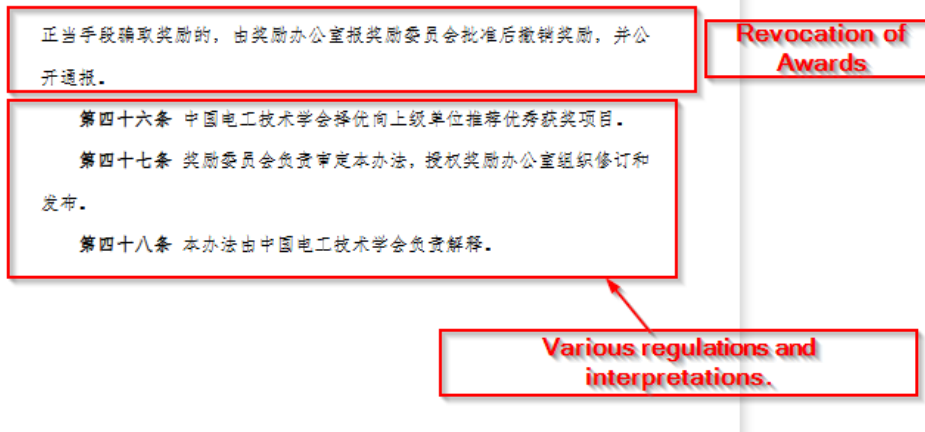 正当手段骗取奖励的，由奖励办公室报奖励委员会批准后撤销奖励，并公
开通报。
Revocation of
Awards
第四十六条 中国电工技术学会择优向上级单位推荐优秀获奖项目。
第四十七条 奖励委员会负责审定本办法，授权奖励办公室组织修订和
发布。
第四十八条 本办法由中国电工技术学会负责解释。
Various regulations and
interpretations.